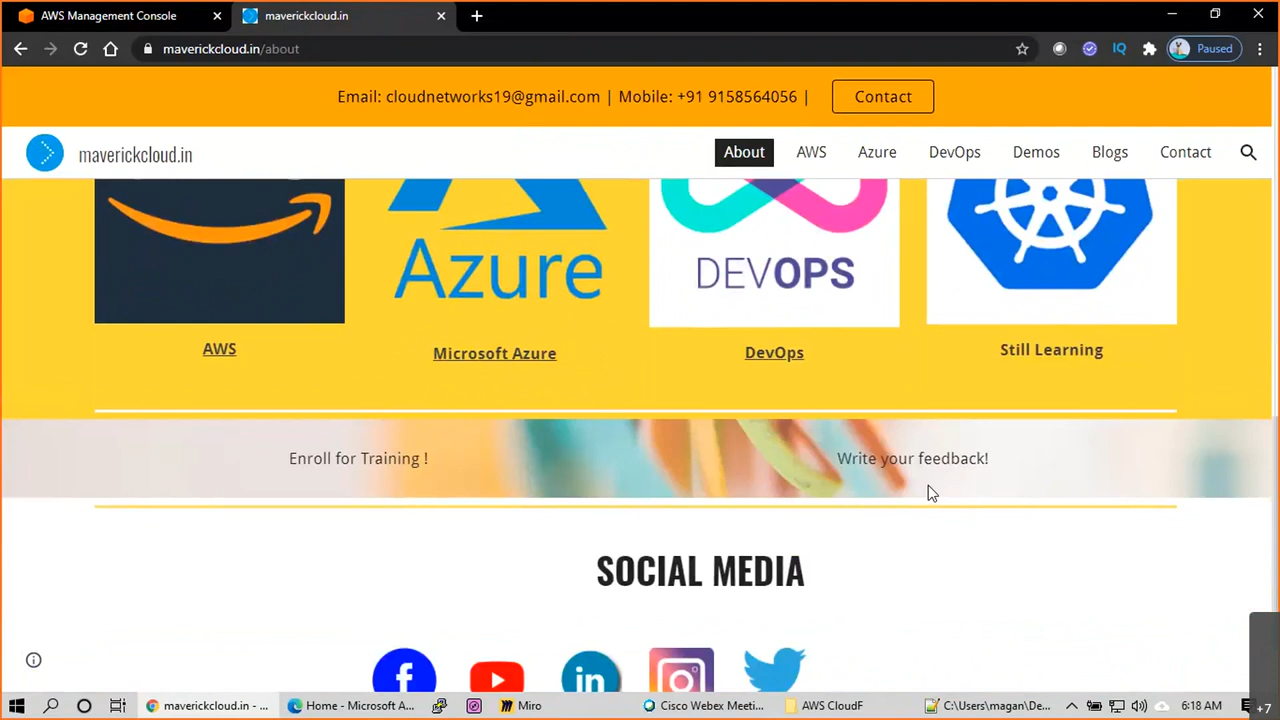 AWS Management Console
maverickcloud.in
maverickcloud.in/about
IQ
Paused
Email: cloudnetworks19@gmail.com | Mobile: +91 9158564056 |
Contact
maverickcloud.in
About AWS Azure DevOps Demos Blogs Contact
Azure
DEVOPS
AWS
Microsoft Azure
DevOps
Still Learning
Enroll for Training !
Write your feedback!
SOCIAL MEDIA
f
in
maverickcloud.in - ...
Home - Microsoft A...
Miro
Cisco Webex Meeti...
AWS CloudF
C:\Users\magan/De...
6:18 AM
+7